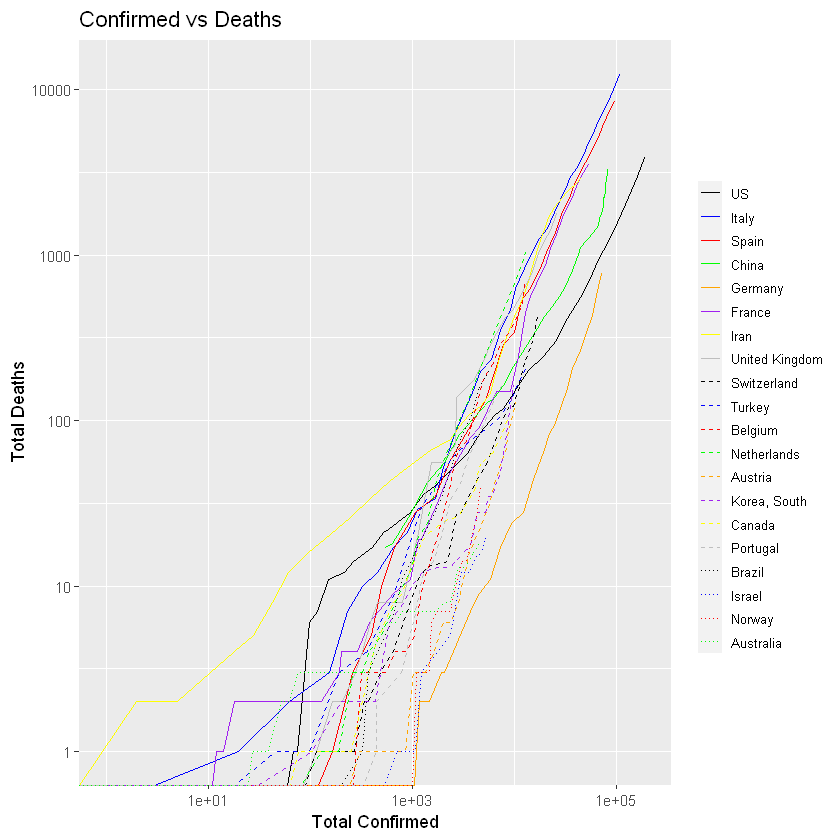 Confirmed vs Deaths
10000
1000
100
10
1
Total Deaths
1e+01
1e+03
1e+05
Total Confirmed
US
Italy
Spain
China
Germany
France
Iran
United Kingdom
Switzerland
Turkey
Belgium
Netherlands
Austria
Korea, South
Canada
Portugal
Brazil
Israel
Norway
Australia